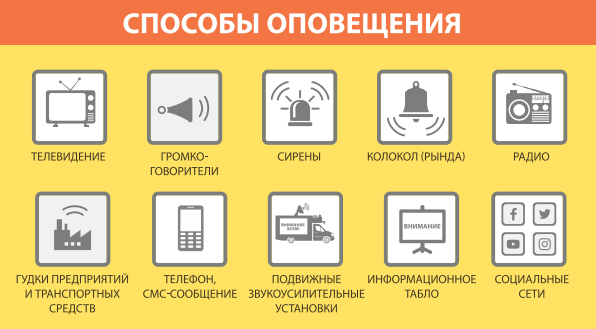 СПОСОБЫ ОПОВЕЩЕНИЯ
ТЕЛЕВИДЕНИЕ
ГРОМКО-
ГОВОРИТЕЛИ
СИРЕНЫ
КОЛОКОЛ (РЫНДА)
РАДИО
ГУДКИ ПРЕДПРИЯТИЙ
И ТРАНСПОРТНЫХ
СРЕДСТВ
ТЕЛЕФОН,
СМС-СООБЩЕНИЕ
ВНИМАНИЕ
ВСЕМ!
ПОДВИЖНЫЕ
ЗВУКОУСИЛИТЕЛЬНЫЕ
УСТАНОВКИ
ВНИМАНИЕ
ИНФОРМАЦИОННОЕ
ТАБЛО
СОЦИАЛЬНЫЕ
СЕТИ